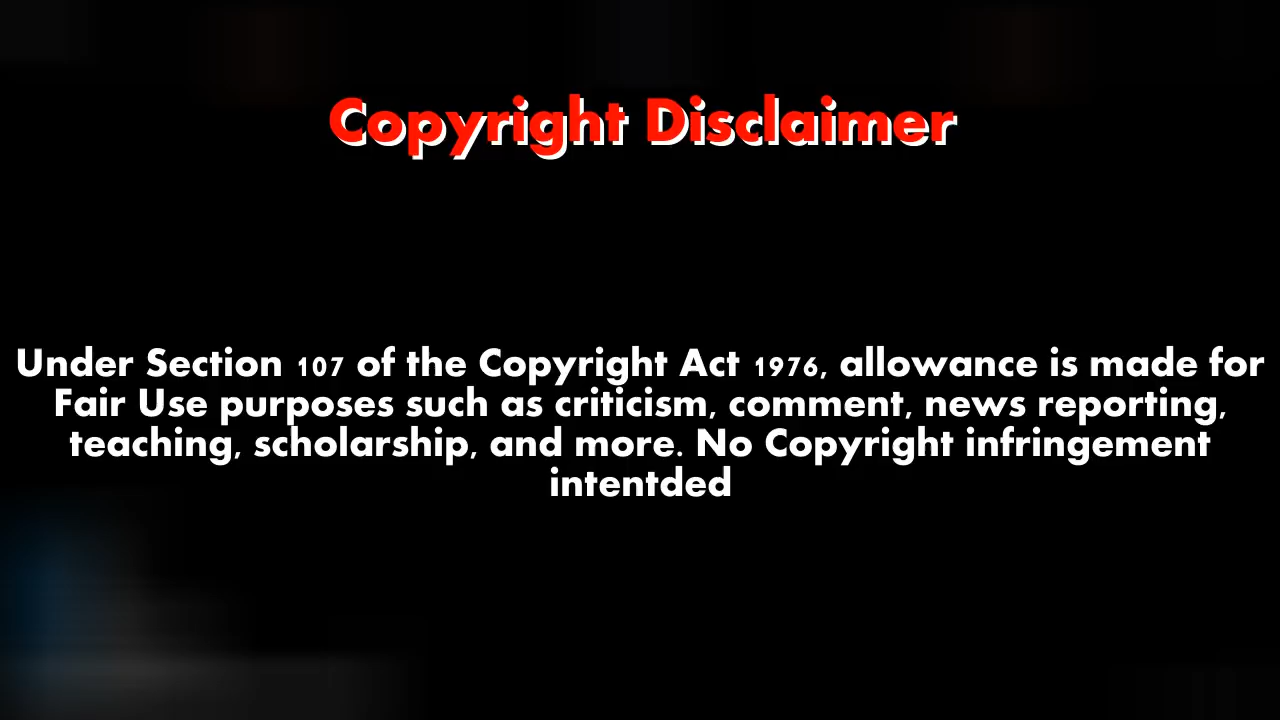 Copyright Disclaimer
Under Section 107 of the Copyright Act 1976, allowance is made for
Fair Use purposes such as criticism, comment, news reporting,
teaching, scholarship, and more. No Copyright infringement
intentded